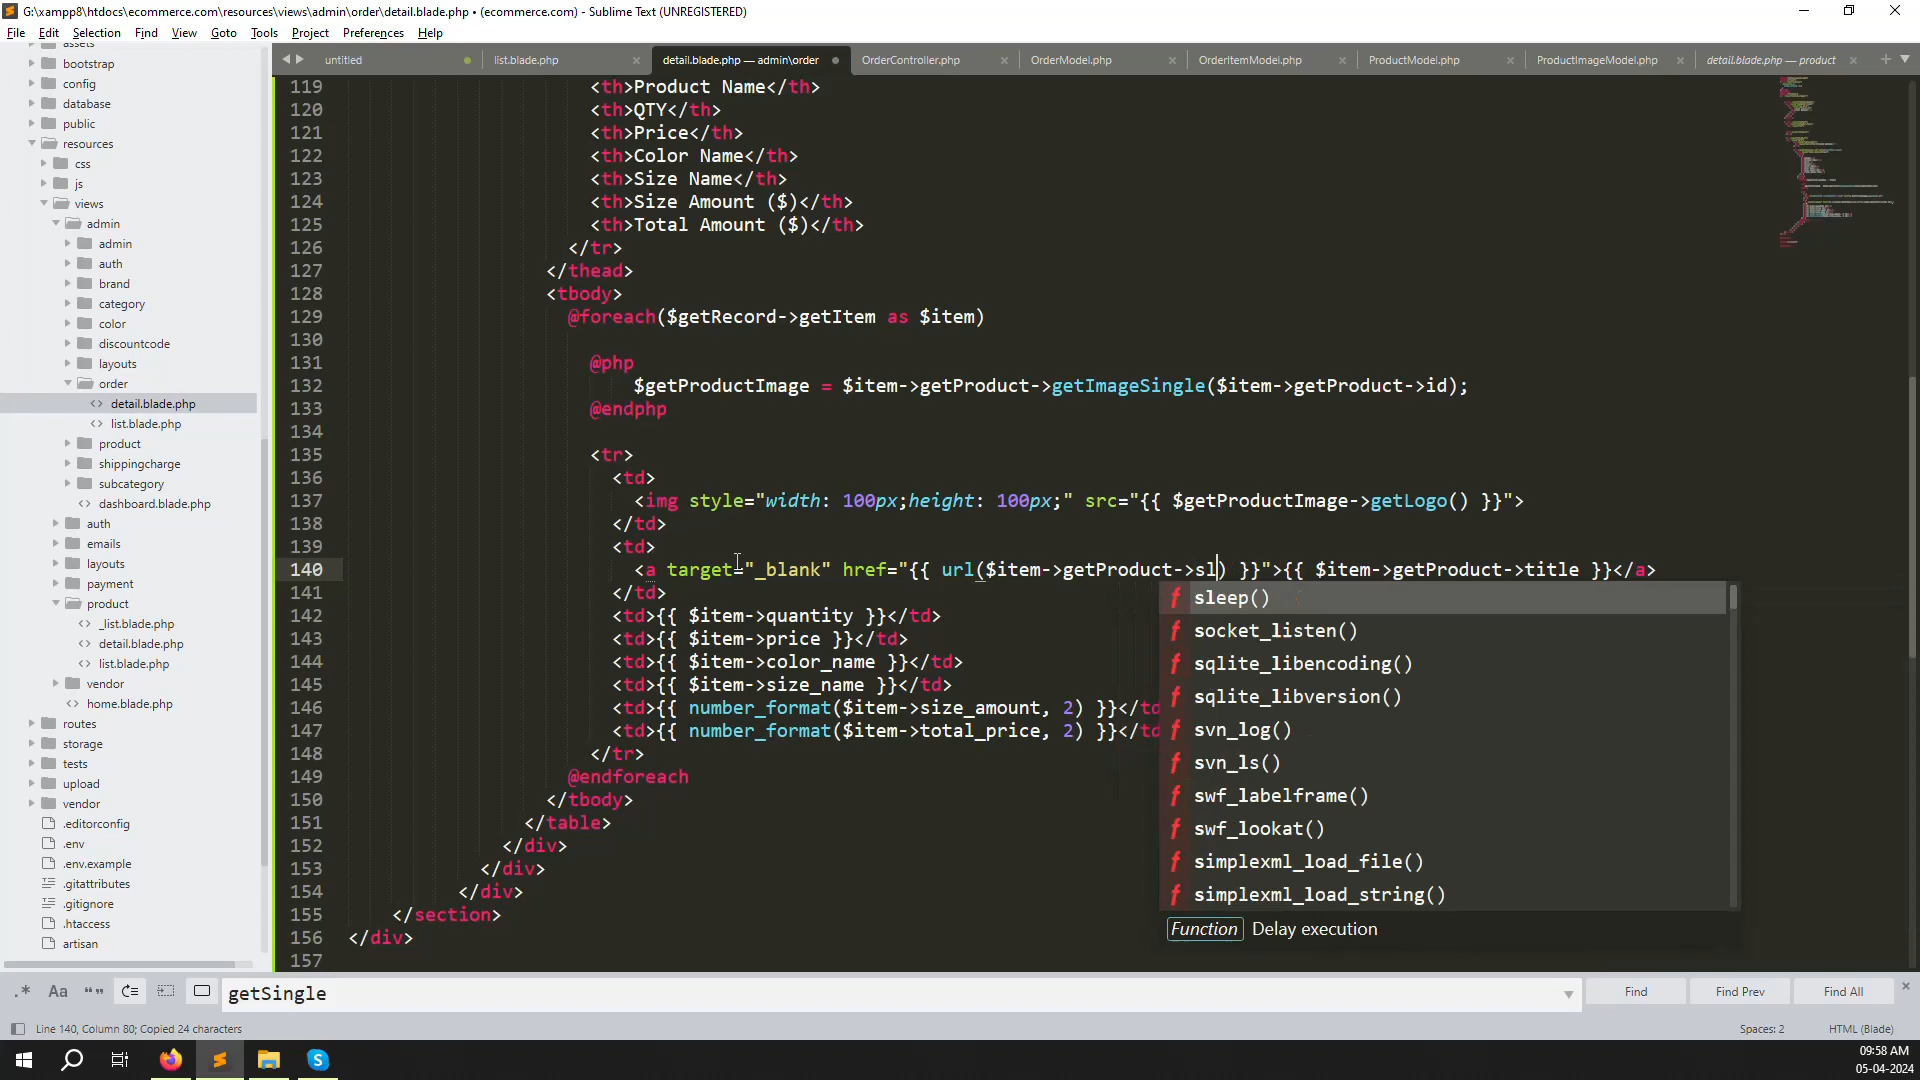 G:\xampp8\htdocs\ecommerce.com\resources\views\admin\order\detail.blade.php • (ecommerce.com) - Sublime Text (UNREGISTERED)
File Edit Selection Find View Goto Tools Project Preferences Help
untitled list.blade.php detail.blade.php — admin\order OrderController.php OrderModel.php OrderItemModel.php ProductModel.php ProductImageModel.php detail.blade.php — product
assets
bootstrap
config
database
public
resources
css
js
views
admin
admin
auth
brand
category
color
discountcode
layouts
order
detail.blade.php
list.blade.php
product
shippingcharge
subcategory
dashboard.blade.php
auth
emails
layouts
payment
product
_list.blade.php
detail.blade.php
list.blade.php
vendor
home.blade.php
routes
storage
tests
upload
vendor
.editorconfig
.env
.env.example
.gitattributes
.gitignore
.htaccess
artisan
119 <th>Product Name</th>
120 <th>QTY</th>
121 <th>Price</th>
122 <th>Color Name</th>
123 <th>Size Name</th>
124 <th>Size Amount ($)</th>
125 <th>Total Amount ($)</th>
126 </tr>
127 </thead>
128 <tbody>
129 @foreach($getRecord->getItem as $item)
130
131 @php
132 $getProductImage = $item->getProduct->getImageSingle($item->getProduct->id);
133 @endphp
134
135 <tr>
136 <td>
137 <img style="width: 100px;height: 100px;" src="{{ $getProductImage->getLogo() }}">
138 </td>
139 <td>
140 <a target="_blank" href="{{ url($item->getProduct->sl) }}">{{ $item->getProduct->title }}</a>
141 </td>
142 <td>{{ $item->quantity }}</td>
143 <td>{{ $item->price }}</td>
144 <td>{{ $item->color_name }}</td>
145 <td>{{ $item->size_name }}</td>
146 <td>{{ number_format($item->size_amount, 2) }}</td
147 <td>{{ number_format($item->total_price, 2) }}</td
148 </tr>
149 @endforeach
150 </tbody>
151 </table>
152 </div>
153 </div>
154 </div>
155 </section>
156 </div>
157
f sleep()
f socket_listen()
f sqlite_libencoding()
f sqlite_libversion()
f svn_log()
f svn_ls()
f swf_labelframe()
f swf_lookat()
f simplexml_load_file()
f simplexml_load_string()
Function Delay execution
.* Aa “” getSingle Find Find Prev Find All
Line 140, Column 80; Copied 24 characters Spaces: 2 HTML (Blade)
09:58 AM
05-04-2024